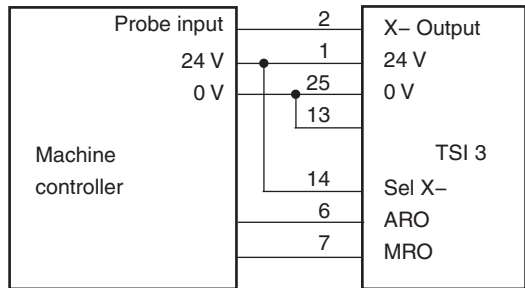 Probe input 2 X– Output
24 V 1 24 V
0 V 25 0 V
13
Machine TSI 3
controller 14 Sel X–
6 ARO
7 MRO